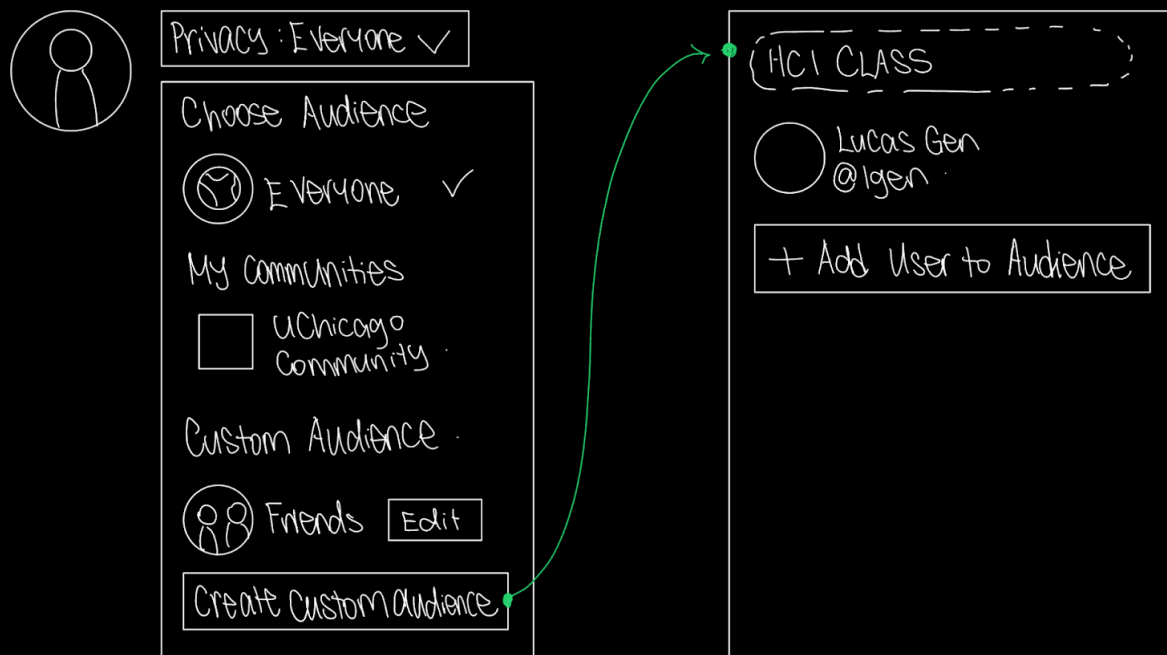 Privacy: Everyone
Choose Audience
Everyone
My Communities
UChicago
Community
Custom Audience
Friends
Edit
Create Custom audience
HCI CLASS
Lucas Gen
@lgen
+ Add User to Audience